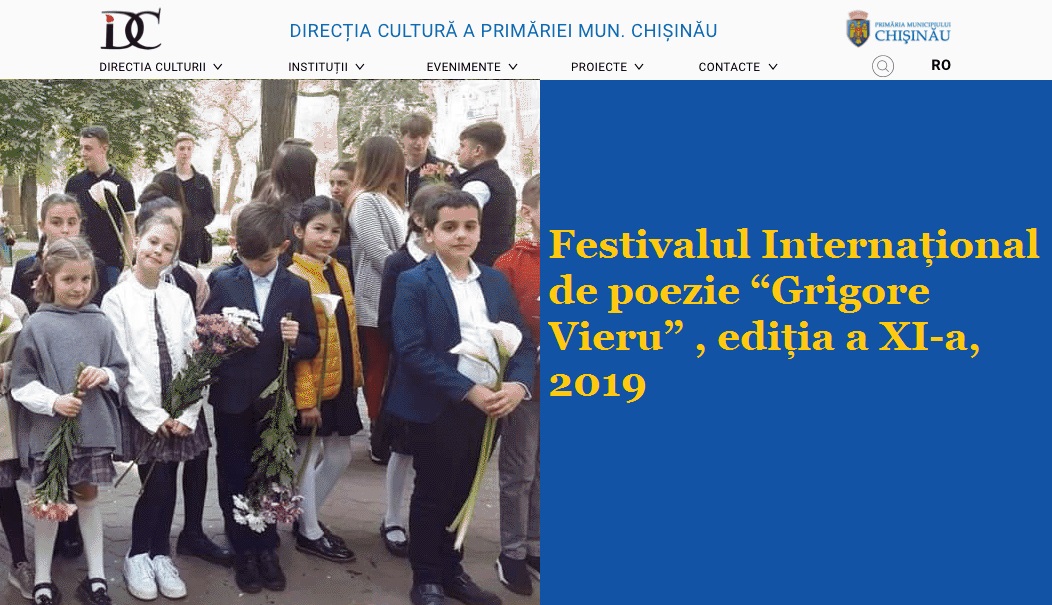 DC
DIRECȚIA CULTURĂ A PRIMĂRIEI MUN. CHIȘINĂU
PRIMĂRIA MUNICIPIULUI
CHIȘINĂU
DIRECTIA CULTURII
INSTITUȚII
EVENIMENTE
PROIECTE
CONTACTE
RO
Festivalul Internațional
de poezie “Grigore
Vieru” , ediția a XI-a,
2019